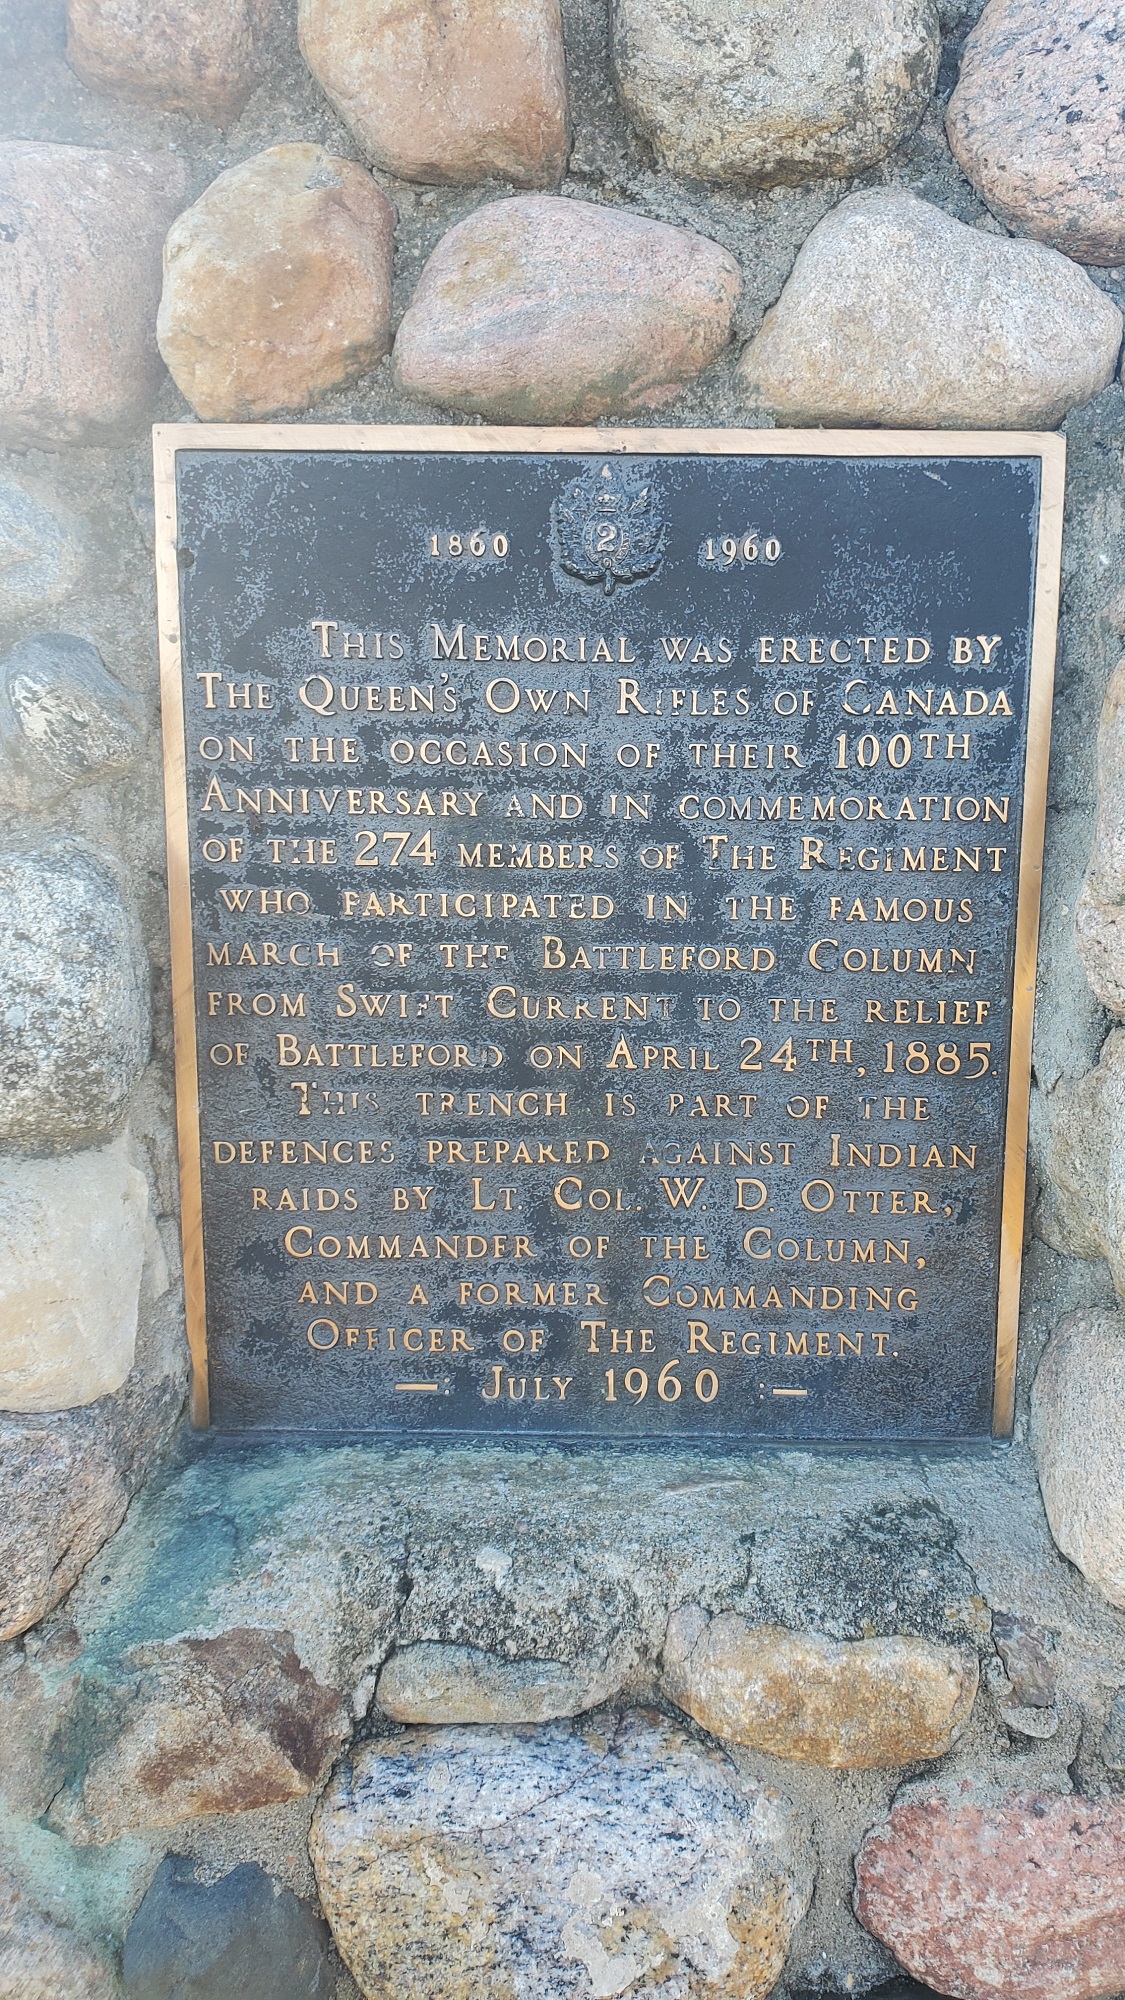 1860 2 1960
THIS MEMORIAL WAS ERECTED BY
THE QUEEN'S OWN RIFLES OF CANADA
ON THE OCCASION OF THEIR 100TH
ANNIVERSARY AND IN COMMEMORATION
OF THE 274 MEMBERS OF THE REGIMENT
WHO PARTICIPATED IN THE FAMOUS
MARCH OF THE BATTLEFORD COLUMN
FROM SWIFT CURRENT TO THE RELIEF
OF BATTLEFORD ON APRIL 24TH, 1885.
THIS TRENCH IS PART OF THE
DEFENCES PREPARED AGAINST INDIAN
RAIDS BY LT. COL. W. D. OTTER,
COMMANDER OF THE COLUMN,
AND A FORMER COMMANDING
OFFICER OF THE REGIMENT.
—: JULY 1960 :—